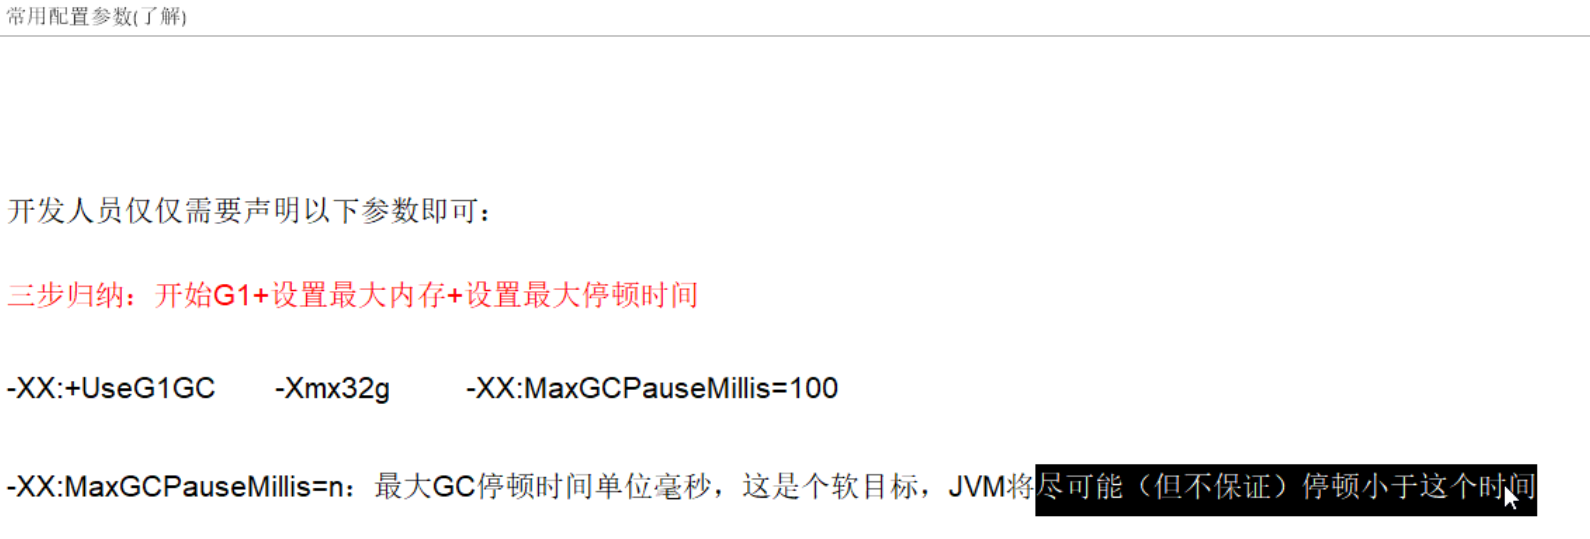 常用配置参数(了解)
开发人员仅仅需要声明以下参数即可：
三步归纳：开始G1+设置最大内存+设置最大停顿时间
-XX:+UseG1GC -Xmx32g -XX:MaxGCPauseMillis=100
-XX:MaxGCPauseMillis=n：最大GC停顿时间单位毫秒，这是个软目标，JVM将尽可能（但不保证）停顿小于这个时间